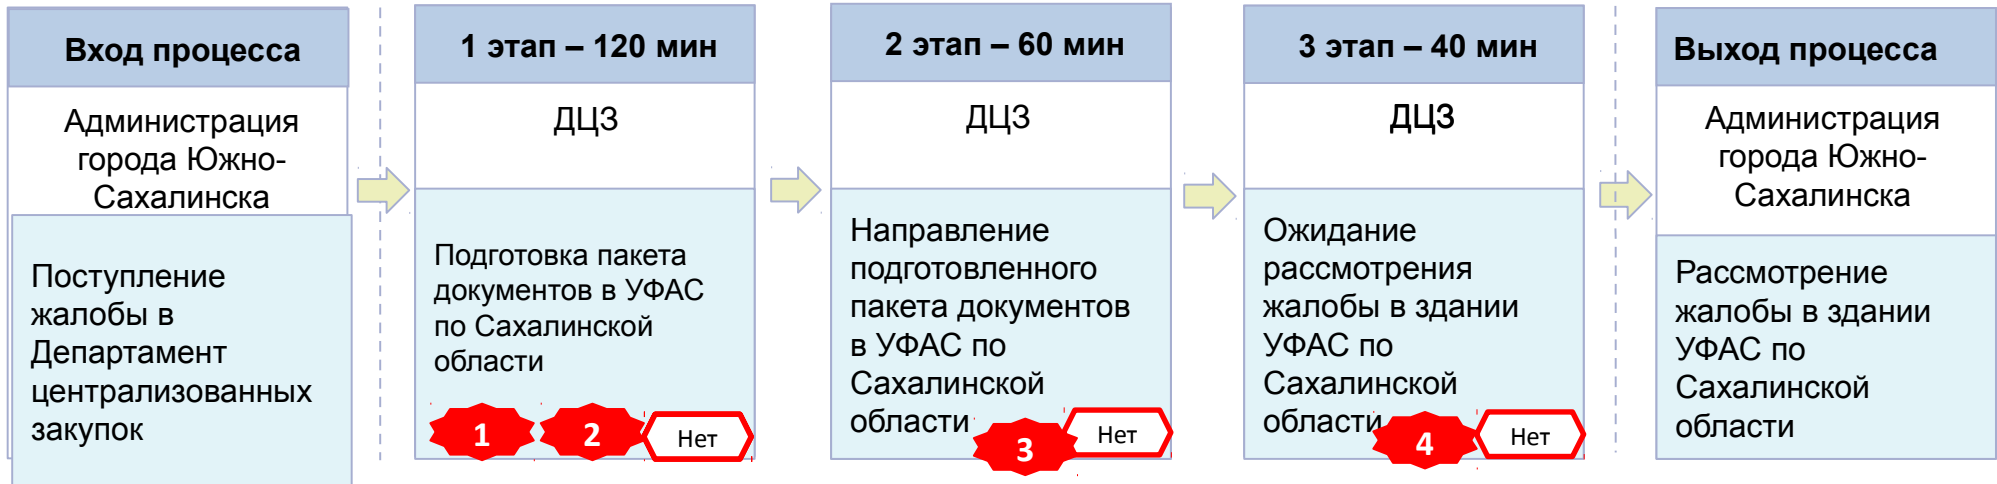 Вход процесса
Администрация
города Южно-
Сахалинска
Поступление
жалобы в
Департамент
централизованных
закупок
1 этап – 120 мин
ДЦЗ
Подготовка пакета
документов в УФАС
по Сахалинской
области
1
2
Нет
2 этап – 60 мин
ДЦЗ
Направление
подготовленного
пакета документов
в УФАС по
Сахалинской
области
3
Нет
3 этап – 40 мин
ДЦЗ
Ожидание
рассмотрения
жалобы в здании
УФАС по
Сахалинской
области
4
Нет
Выход процесса
Администрация
города Южно-
Сахалинска
Рассмотрение
жалобы в здании
УФАС по
Сахалинской
области